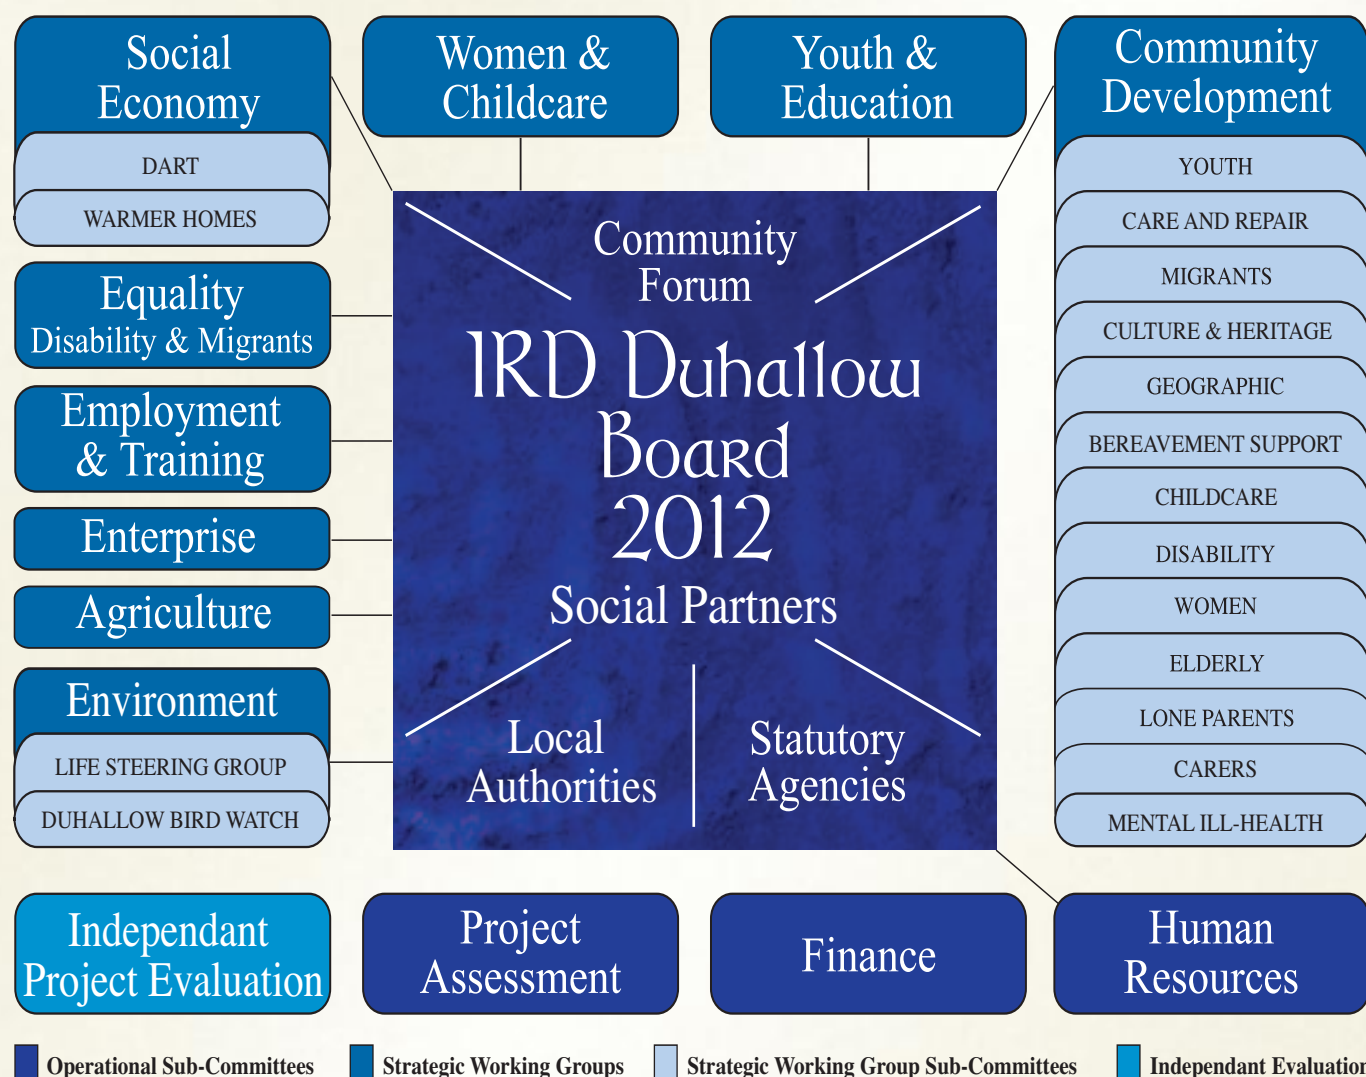 Social
Economy
DART
WARMER HOMES
Women &
Childcare
Youth &
Education
Community
Development
YOUTH
CARE AND REPAIR
MIGRANTS
CULTURE & HERITAGE
GEOGRAPHIC
BEREAVEMENT SUPPORT
CHILDCARE
DISABILITY
WOMEN
ELDERLY
LONE PARENTS
CARERS
MENTAL ILL-HEALTH
Equality
Disability & Migrants
Employment
& Training
Enterprise
Agriculture
Environment
LIFE STEERING GROUP
DUHALLOW BIRD WATCH
Community
Forum
IRD Duhallow
Board
2012
Social Partners
Local
Authorities
Statutory
Agencies
Independant
Project Evaluation
Project
Assessment
Finance
Human
Resources
Operational Sub-Committees
Strategic Working Groups
Strategic Working Group Sub-Committees
Independant Evaluation